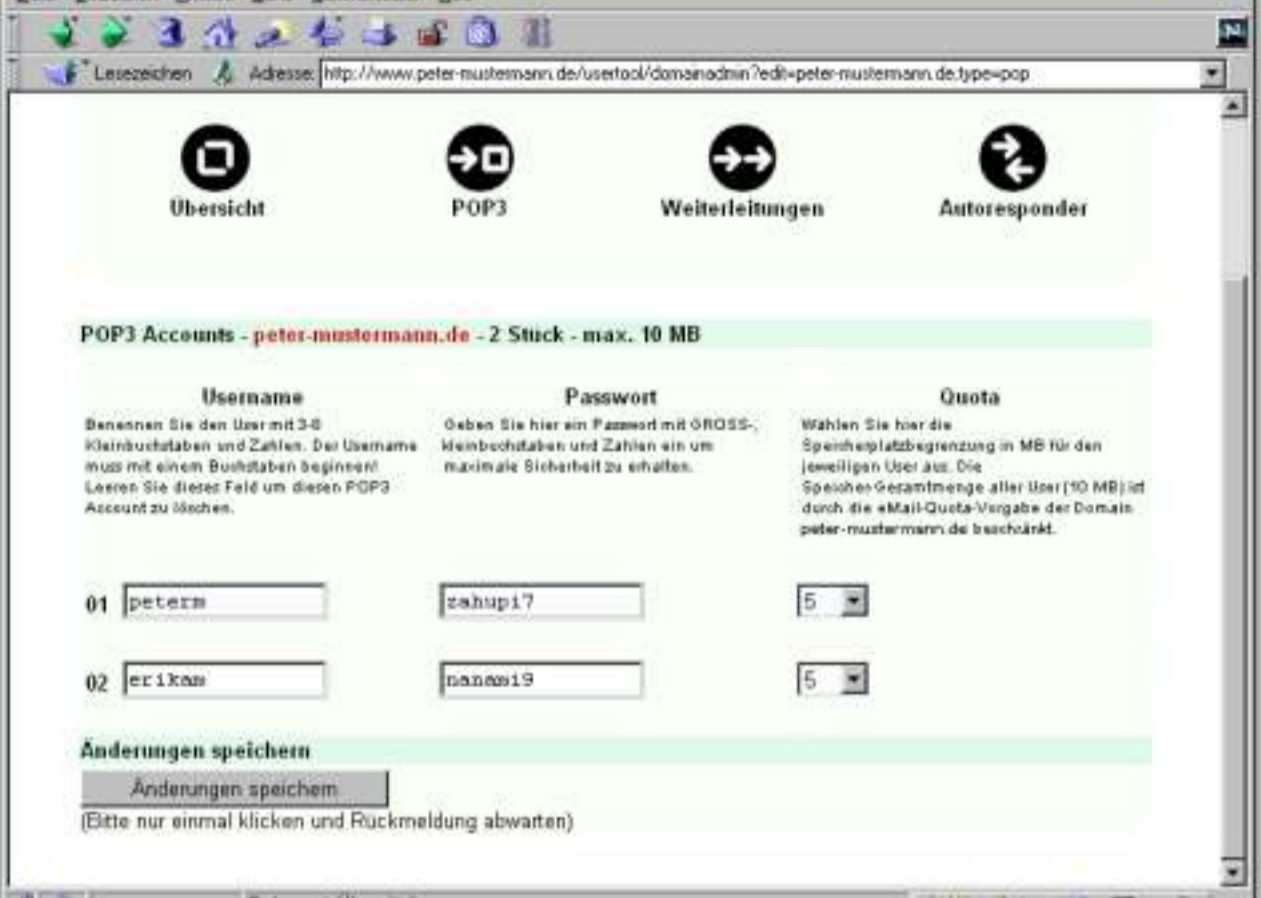 Lesezeichen Adresse: http://www.peter-mustermann.de/usertool/domainadmin?edit=peter-mustermann.de,type=pop
Übersicht POP3 Weiterleitungen Autoresponder
POP3 Accounts - peter-mustermann.de - 2 Stück - max. 10 MB
Username Passwort Quota
Benennen Sie den User mit 3-8
Kleinbuchstaben und Zahlen. Der Username
muss mit einem Buchstaben beginnen!
Leeren Sie dieses Feld um diesen POP3
Account zu löschen.
Geben Sie hier ein Passwort mit GROSS-,
kleinbuchstaben und Zahlen ein um
maximale Sicherheit zu erhalten.
Wählen Sie hier die
Speicherplatzbegrenzung in MB für den
jeweiligen User aus. Die
Speicher-Gesamtmenge aller User (10 MB) ist
durch die eMail-Quota-Vorgabe der Domain
peter-mustermann.de beschränkt.
01 peterm zahupi7 5
02 erikam nanami9 5
Änderungen speichern
Änderungen speichern
(Bitte nur einmal klicken und Rückmeldung abwarten)